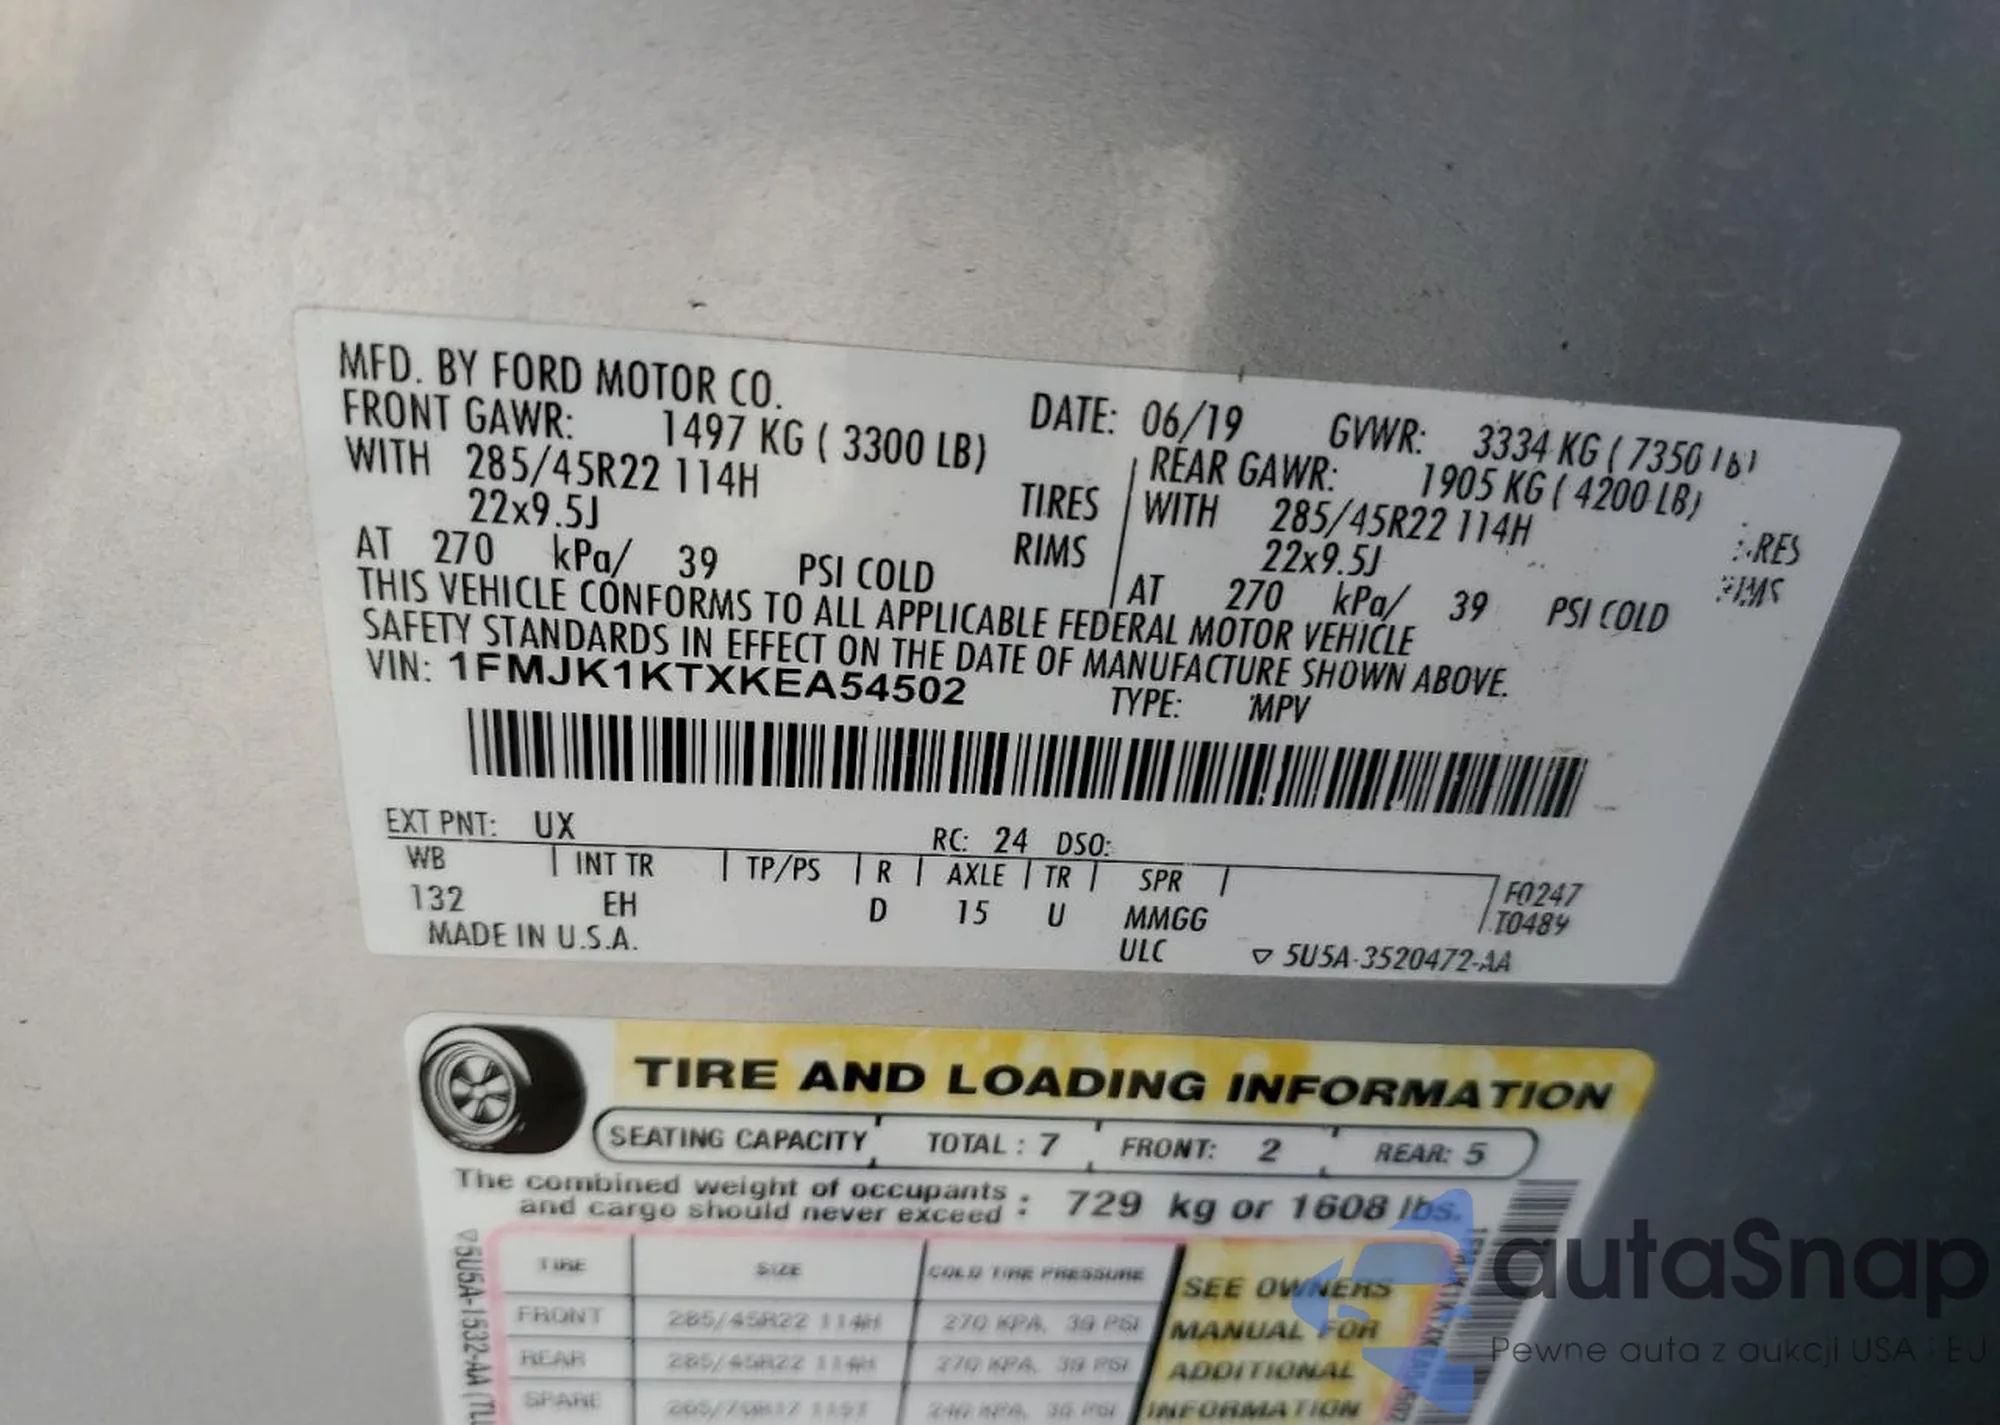 MFD. BY FORD MOTOR CO. DATE: 06/19 GVWR: 3334 KG ( 7350 lb)
FRONT GAWR: 1497 KG ( 3300 LB) REAR GAWR: 1905 KG ( 4200 LB)
WITH 285/45R22 114H TIRES WITH 285/45R22 114H
22x9.5J RIMS 22x9.5J RIMS
AT 270 kPa/ 39 PSI COLD AT 270 kPa/ 39 PSI COLD
THIS VEHICLE CONFORMS TO ALL APPLICABLE FEDERAL MOTOR VEHICLE
SAFETY STANDARDS IN EFFECT ON THE DATE OF MANUFACTURE SHOWN ABOVE.
VIN: 1FMJK1KTXKEA54502 TYPE: MPV
EXT PNT: UX RC: 24 DSO:
WB INT TR TP/PS R AXLE TR SPR F0247
132 EH D 15 U MMGG T0489
MADE IN U.S.A. ULC 5U5A-3520472-AA
TIRE AND LOADING INFORMATION
SEATING CAPACITY TOTAL : 7 FRONT: 2 REAR: 5
The combined weight of occupants
and cargo should never exceed : 729 kg or 1608 lbs.
TIRE SIZE COLD TIRE PRESSURE
FRONT 285/45R22 114H 270 KPA, 39 PSI
REAR 285/45R22 114H 270 KPA, 39 PSI
SPARE
SEE OWNERS
MANUAL FOR
ADDITIONAL
INFORMATION
5U5A-1532-AA
autaSnap
Pewne auta z aukcji USA i EU